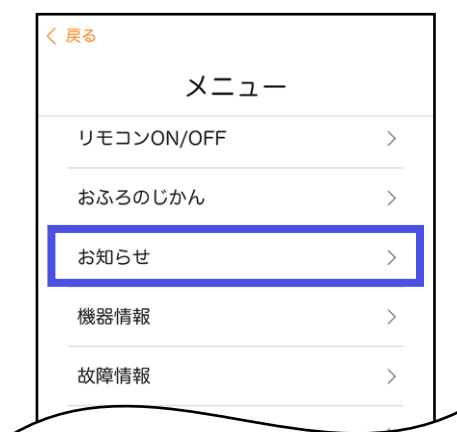 戻る
メニュー
リモコンON/OFF
おふろのじかん
お知らせ
機器情報
故障情報